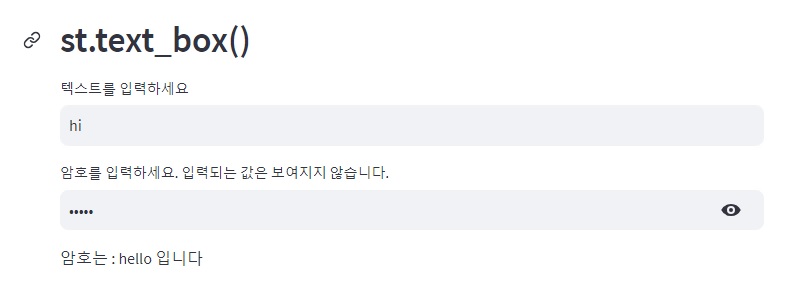 st.text_box()
텍스트를 입력하세요
hi
암호를 입력하세요. 입력되는 값은 보여지지 않습니다.
•••••
암호는 : hello 입니다